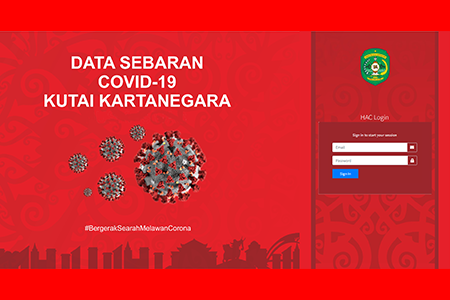 DATA SEBARAN
COVID-19
KUTAI KARTANEGARA
#BergerakSearahMelawanCorona
HAC Login
Sign in to start your session
Email
Password
Sign In